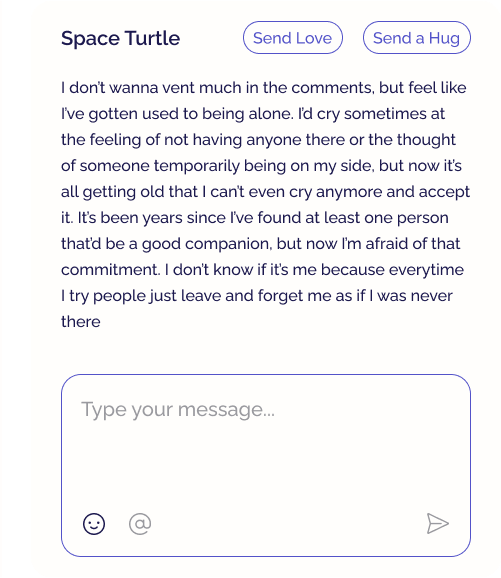 Space Turtle
Send Love
Send a Hug
I don't wanna vent much in the comments, but feel like
I've gotten used to being alone. I'd cry sometimes at
the feeling of not having anyone there or the thought
of someone temporarily being on my side, but now it's
all getting old that I can't even cry anymore and accept
it. It's been years since I've found at least one person
that'd be a good companion, but now I'm afraid of that
commitment. I don't know if it's me because everytime
I try people just leave and forget me as if I was never
there
Type your message...